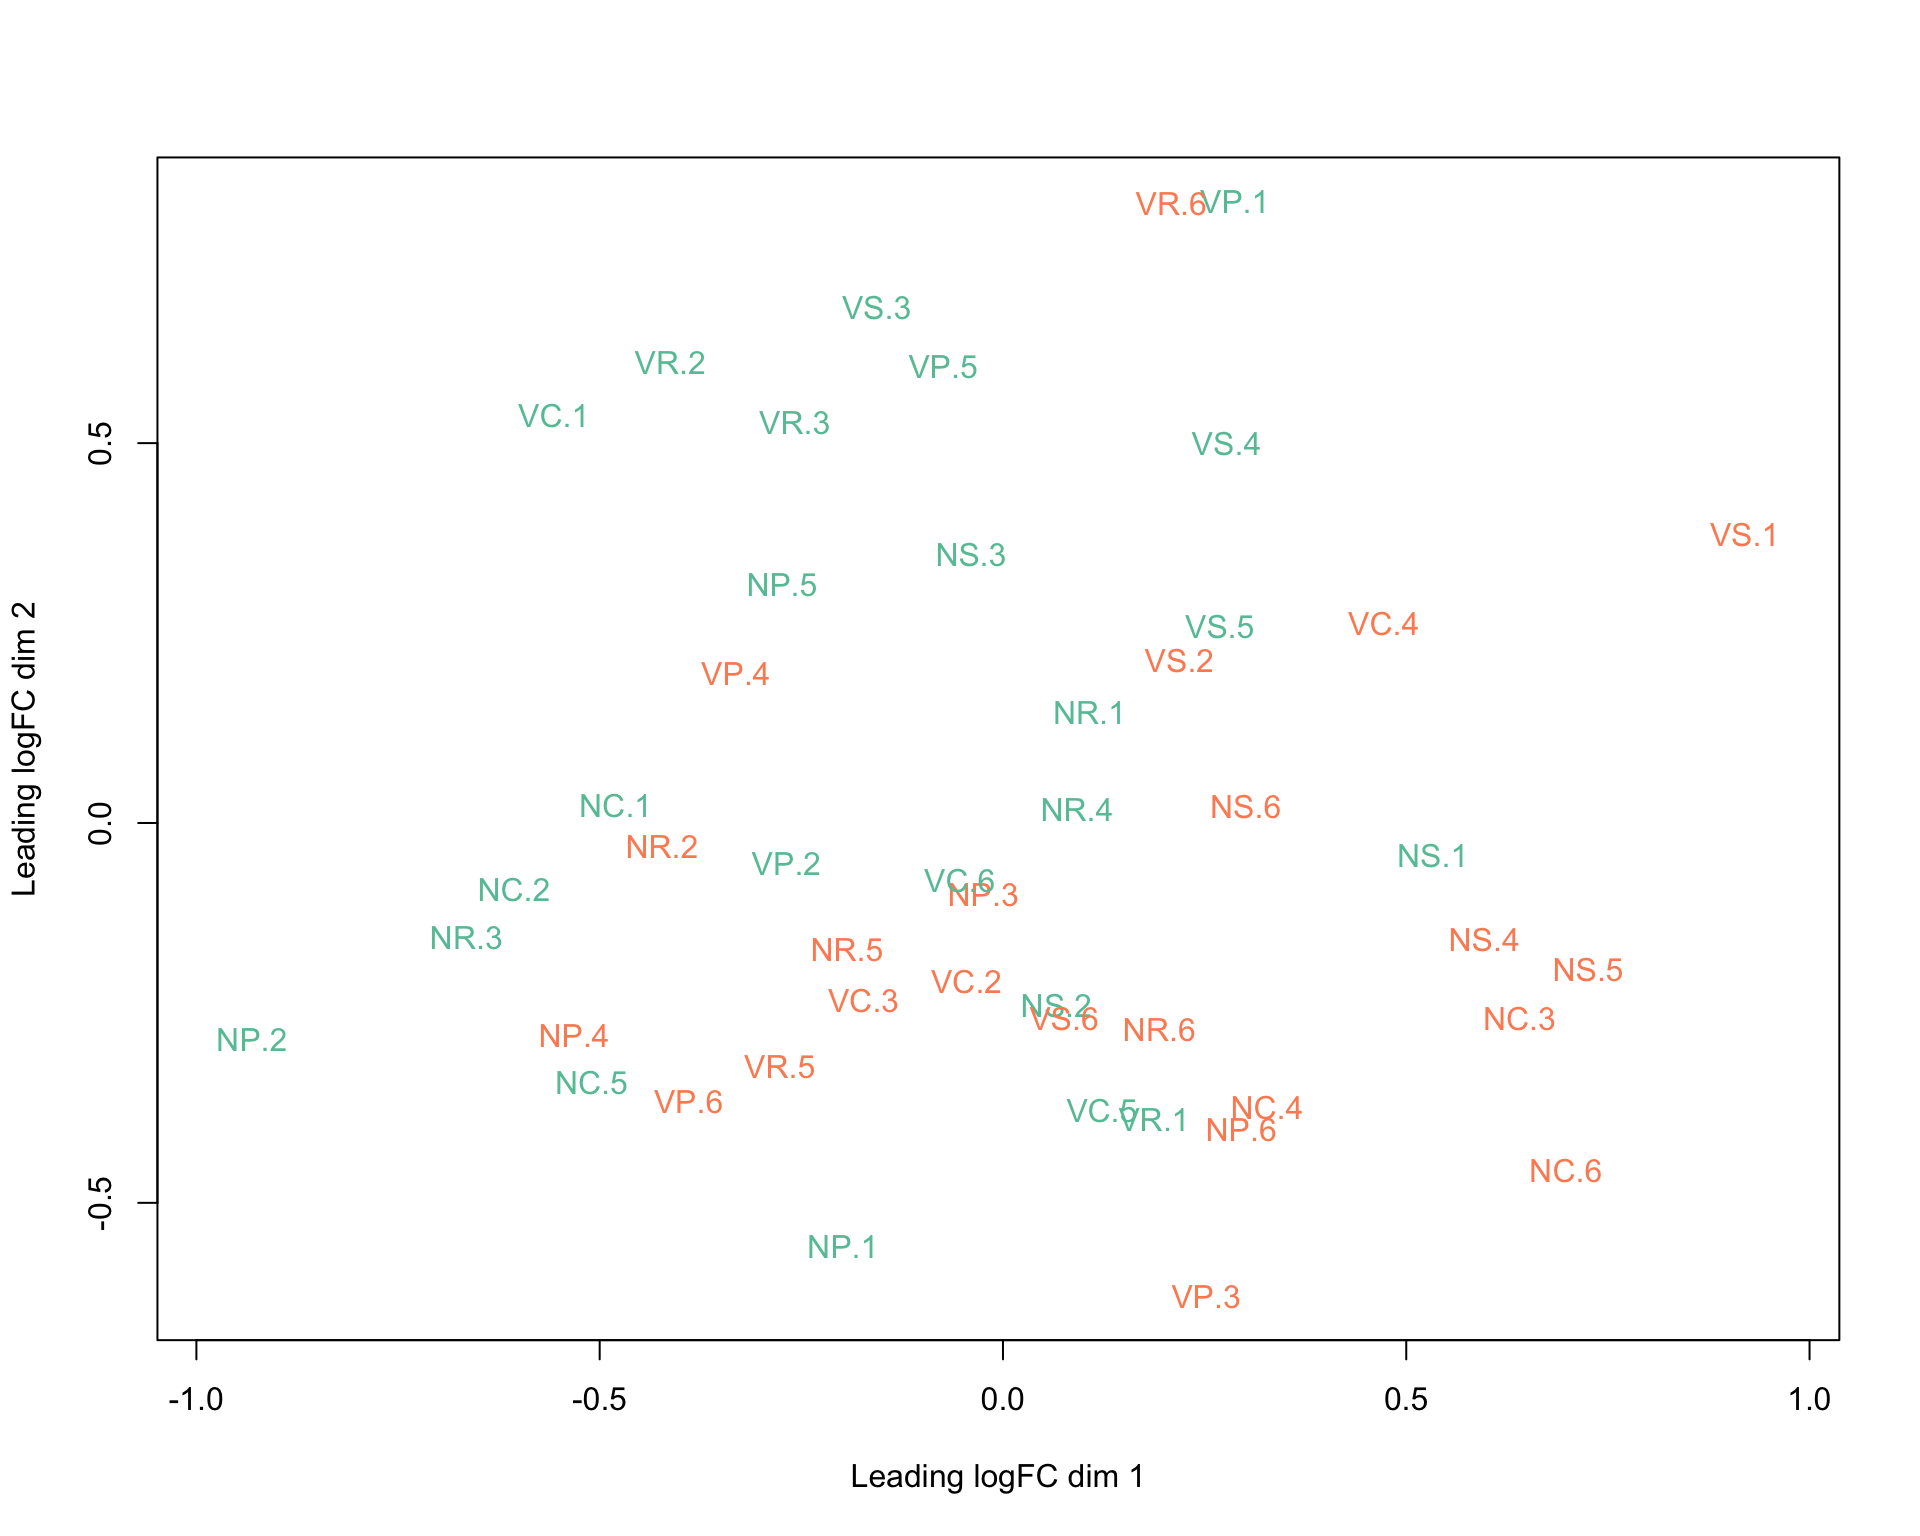 VR.6 VP.1
VS.3
VR.2 VP.5
VC.1 VR.3
0.5
VS.4
VS.1
NS.3
NP.5
VS.5 VC.4
VS.2
VP.4
NR.1
Leading logFC dim 2
0.0
NC.1 NR.4 NS.6
NR.2
NS.1
VP.2
VC.6
NC.2 NP.3
NR.3 NS.4
NR.5
NS.5
VC.2
VC.3
NS.2
VS.6 NC.3
NR.6
NP.2 NP.4
VR.5
NC.5
VP.6
VC.5 NC.4
VR.1
NP.6
NC.6
-0.5
NP.1
VP.3
-1.0 -0.5 0.0 0.5 1.0
Leading logFC dim 1